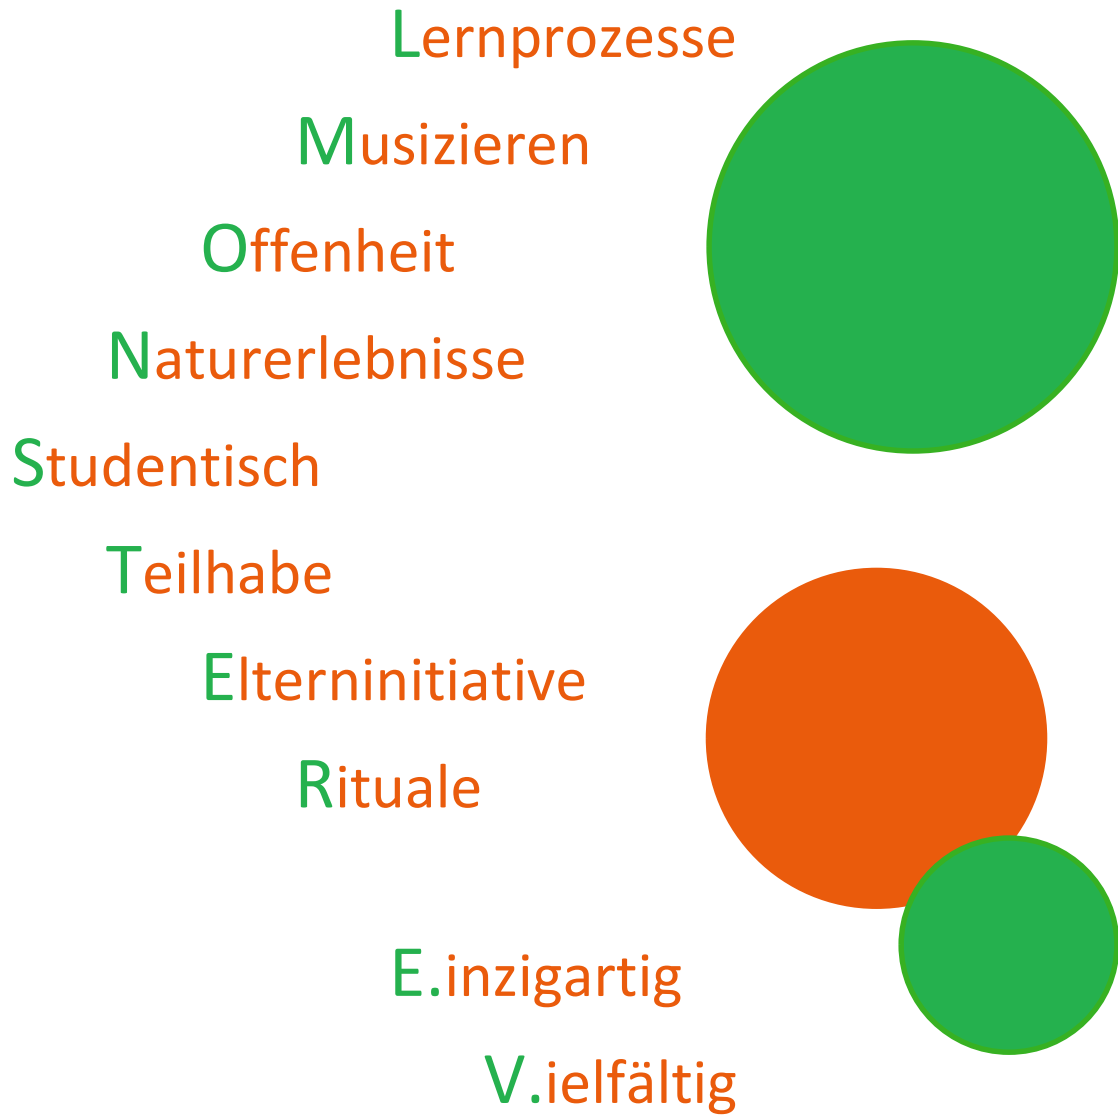 Lernprozesse
Musizieren
Offenheit
Naturerlebnisse
Studentisch
Teilhabe
Elterninitiative
Rituale
E.inzigartig
V.ielfältig